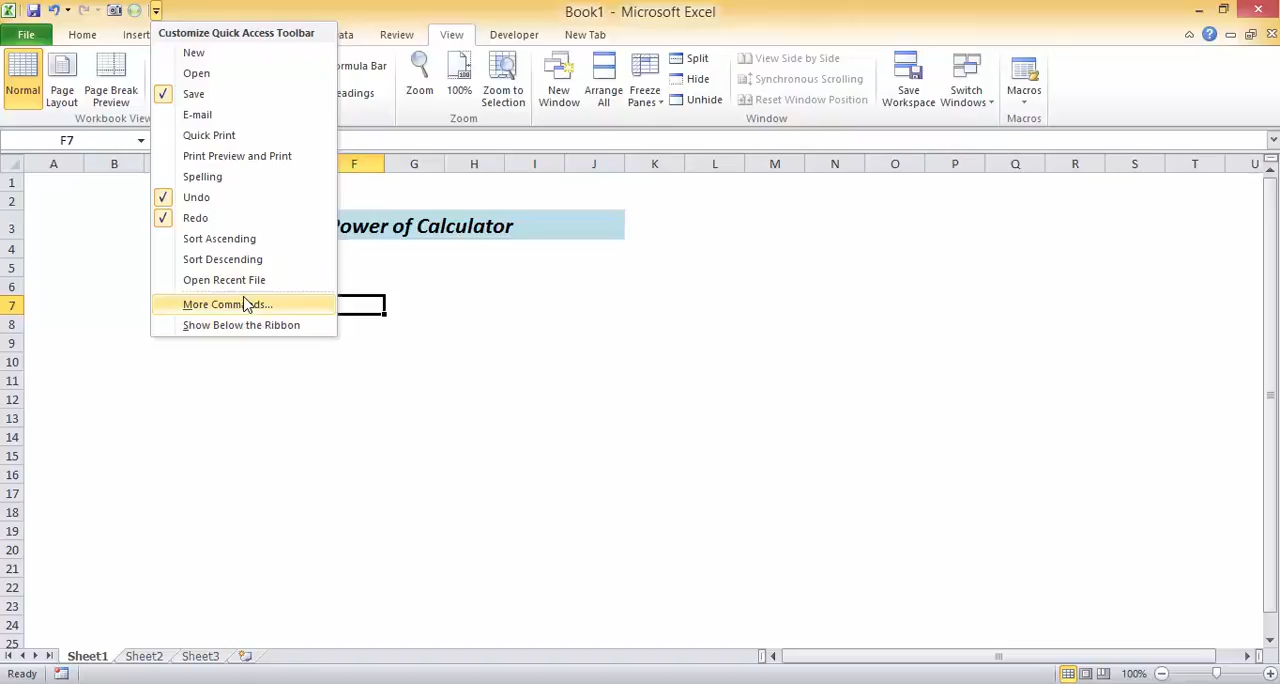 Book1 - Microsoft Excel
File Home Insert ata Review View Developer New Tab
Customize Quick Access Toolbar
New
Open
Save
E-mail
Quick Print
Print Preview and Print
Spelling
Undo
Redo
Sort Ascending
Sort Descending
Open Recent File
More Commands...
Show Below the Ribbon
Normal
Page Layout
Page Break Preview
Workbook View
ormula Bar
eadings
Zoom
100%
Zoom to Selection
Zoom
New Window
Arrange All
Freeze Panes
Split
Hide
Unhide
View Side by Side
Synchronous Scrolling
Reset Window Position
Window
Save Workspace
Switch Windows
Macros
Macros
F7
A B F G H I J K L M N O P Q R S T U
1
2
3
Power of Calculator
4
5
6
7
8
9
10
11
12
13
14
15
16
17
18
19
20
21
22
23
24
25
Sheet1 Sheet2 Sheet3
Ready 100%